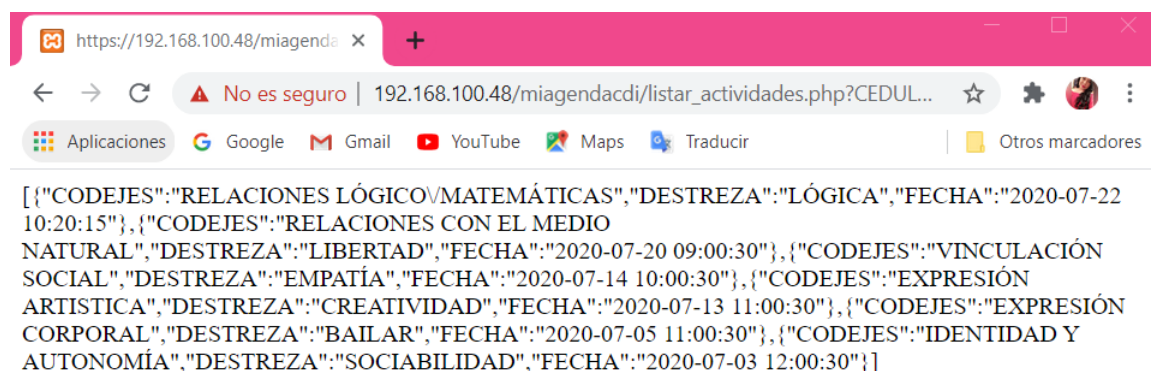 https://192.168.100.48/miagenda
No es seguro | 192.168.100.48/miagendacdi/listar_actividades.php?CEDUL...
Aplicaciones Google Gmail YouTube Maps Traducir Otros marcadores
[{"CODEJES":"RELACIONES LÓGICO\/MATEMÁTICAS","DESTREZA":"LÓGICA","FECHA":"2020-07-22
10:20:15"},{"CODEJES":"RELACIONES CON EL MEDIO
NATURAL","DESTREZA":"LIBERTAD","FECHA":"2020-07-20 09:00:30"},{"CODEJES":"VINCULACIÓN
SOCIAL","DESTREZA":"EMPATÍA","FECHA":"2020-07-14 10:00:30"},{"CODEJES":"EXPRESIÓN
ARTISTICA","DESTREZA":"CREATIVIDAD","FECHA":"2020-07-13 11:00:30"},{"CODEJES":"EXPRESIÓN
CORPORAL","DESTREZA":"BAILAR","FECHA":"2020-07-05 11:00:30"},{"CODEJES":"IDENTIDAD Y
AUTONOMÍA","DESTREZA":"SOCIABILIDAD","FECHA":"2020-07-03 12:00:30"}]